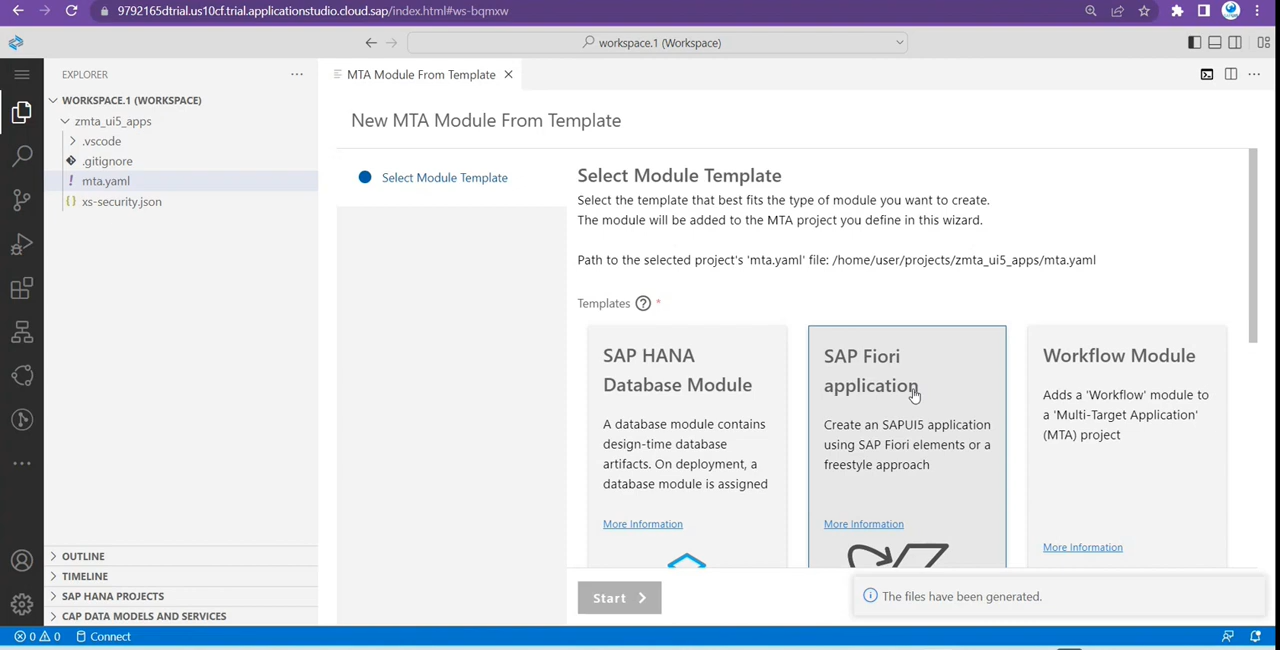 9792165dtrial.us10cf.trial.applicationstudio.cloud.sap/index.html#ws-bqmxw
workspace.1 (Workspace)
EXPLORER
MTA Module From Template
WORKSPACE.1 (WORKSPACE)
zmta_ui5_apps
.vscode
.gitignore
mta.yaml
xs-security.json
OUTLINE
TIMELINE
SAP HANA PROJECTS
CAP DATA MODELS AND SERVICES
New MTA Module From Template
Select Module Template
Select Module Template
Select the template that best fits the type of module you want to create.
The module will be added to the MTA project you define in this wizard.
Path to the selected project's 'mta.yaml' file: /home/user/projects/zmta_ui5_apps/mta.yaml
Templates ? *
SAP HANA
Database Module
A database module contains
design-time database
artifacts. On deployment, a
database module is assigned
More Information
SAP Fiori
application
Create an SAPUI5 application
using SAP Fiori elements or a
freestyle approach
More Information
Workflow Module
Adds a 'Workflow' module to
a 'Multi-Target Application'
(MTA) project
More Information
Start
The files have been generated.
0 0 Connect